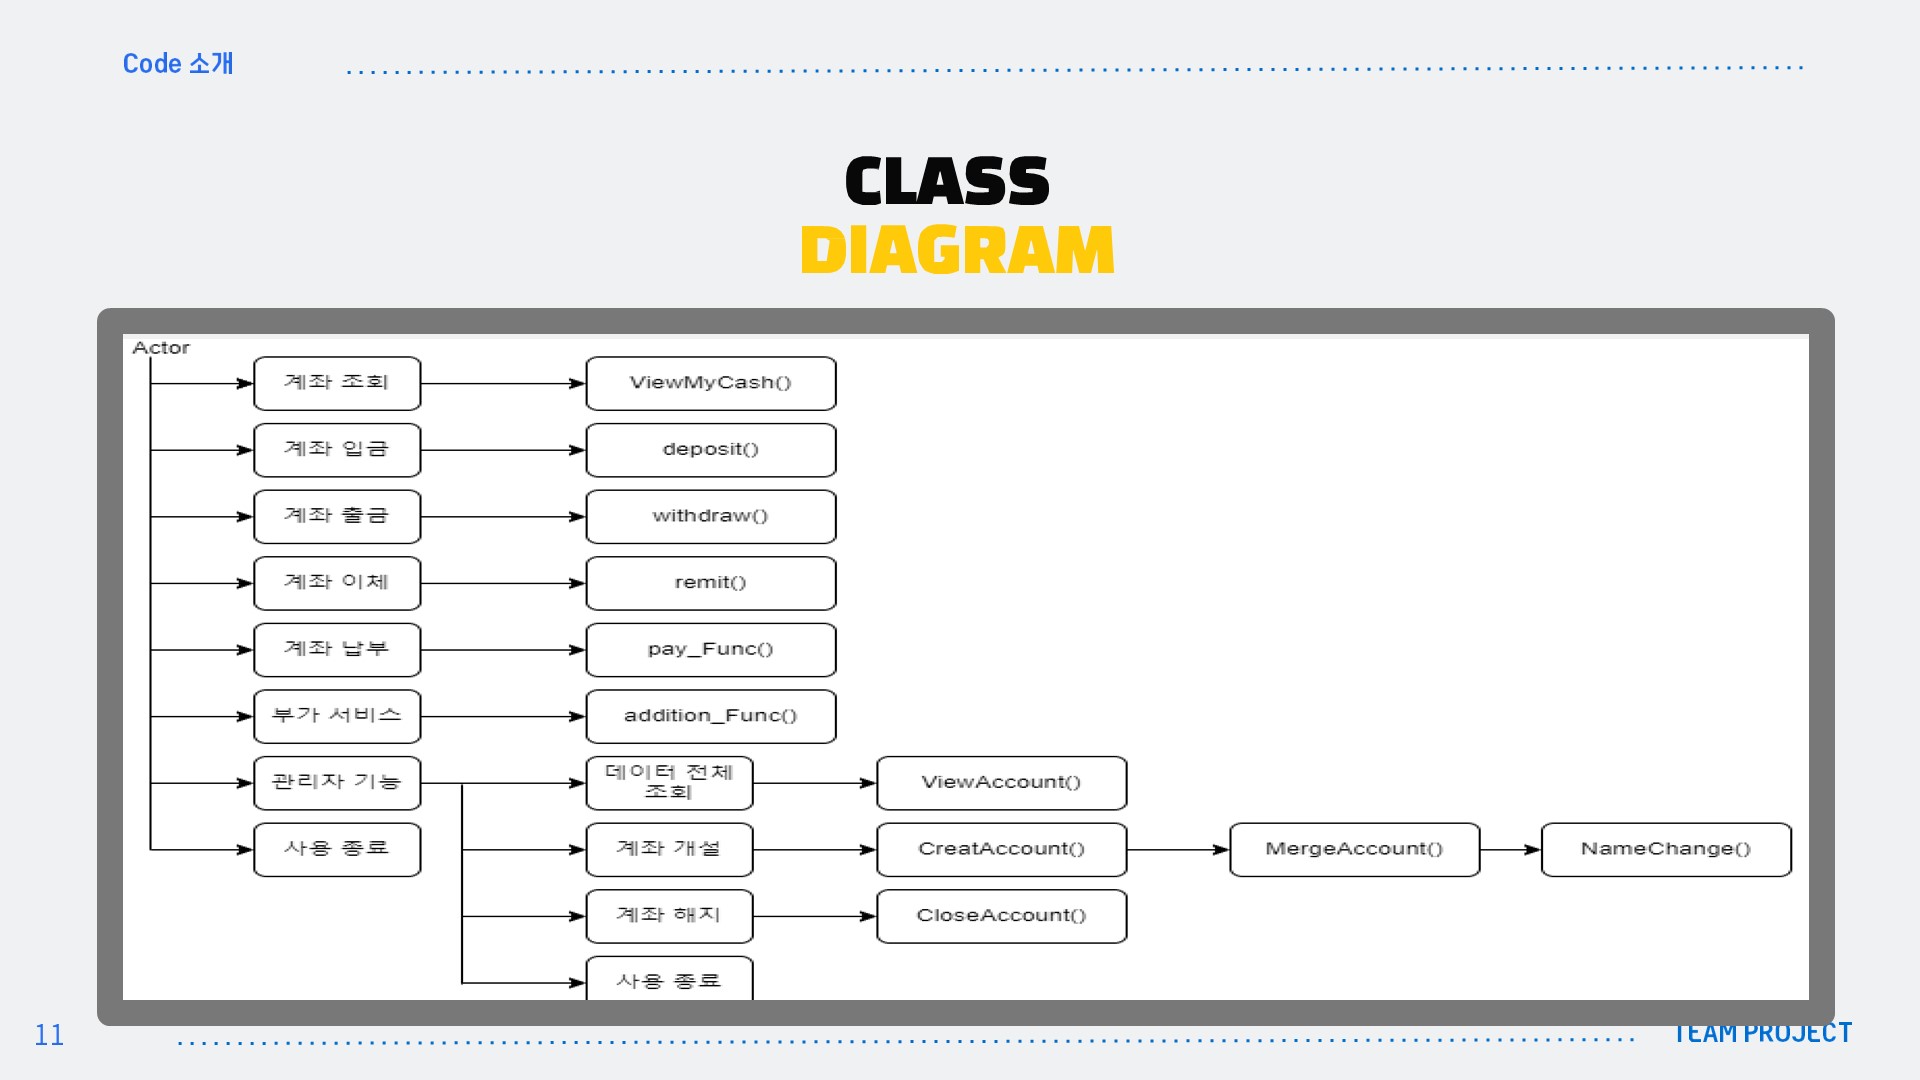 Code 소개
CLASS
DIAGRAM
Actor
계좌 조회
ViewMyCash()
계좌 입금
deposit()
계좌 출금
withdraw()
계좌 이체
remit()
계좌 납부
pay_Func()
부가 서비스
addition_Func()
관리자 기능
데이터 전체
조회
ViewAccount()
사용 종료
계좌 개설
CreatAccount()
MergeAccount()
NameChange()
계좌 해지
CloseAccount()
사용 종료
11
TEAM PROJECT